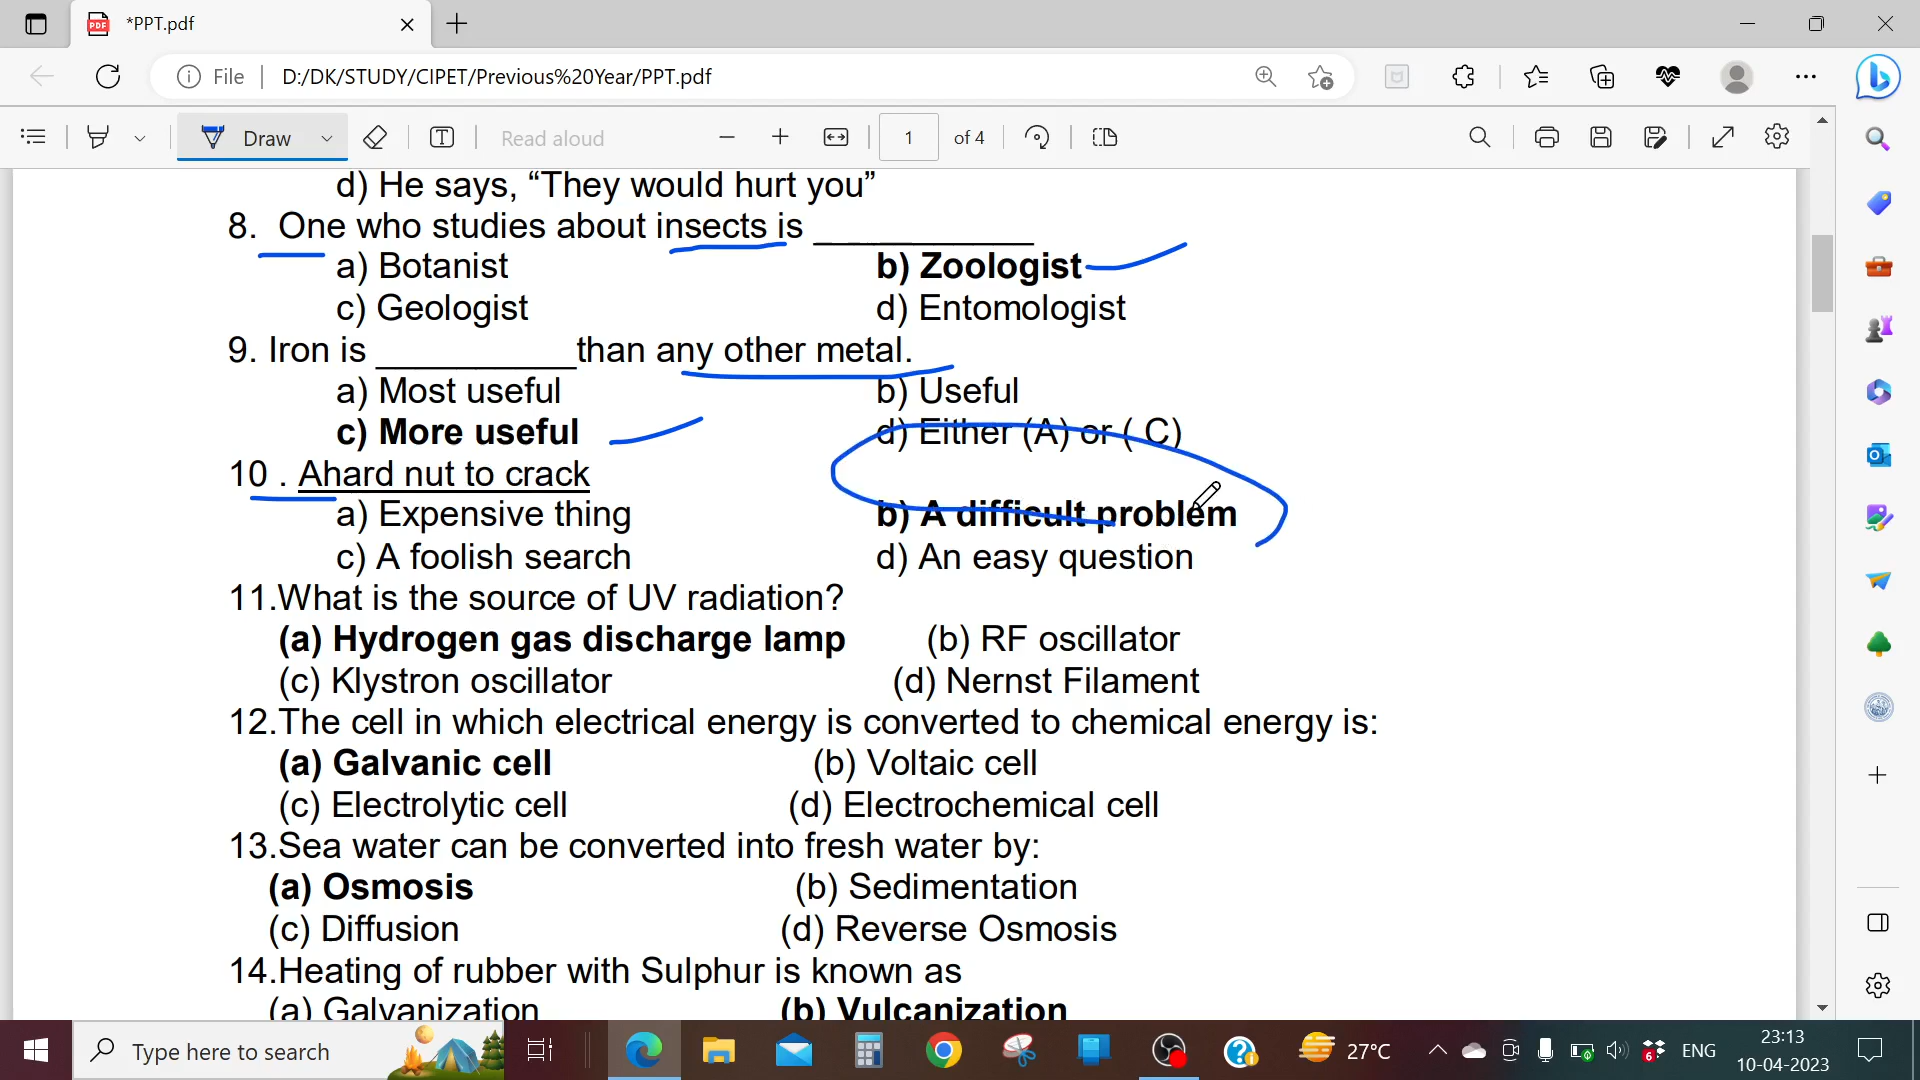 *PPT.pdf
File D:/DK/STUDY/CIPET/Previous%20Year/PPT.pdf
Draw Read aloud 1 of 4
d) He says, “They would hurt you”
8. One who studies about insects is ___________
a) Botanist b) Zoologist
c) Geologist d) Entomologist
9. Iron is __________than any other metal.
a) Most useful b) Useful
c) More useful d) Either (A) or ( C)
10 . Ahard nut to crack
a) Expensive thing b) A difficult problem
c) A foolish search d) An easy question
11.What is the source of UV radiation?
(a) Hydrogen gas discharge lamp (b) RF oscillator
(c) Klystron oscillator (d) Nernst Filament
12.The cell in which electrical energy is converted to chemical energy is:
(a) Galvanic cell (b) Voltaic cell
(c) Electrolytic cell (d) Electrochemical cell
13.Sea water can be converted into fresh water by:
(a) Osmosis (b) Sedimentation
(c) Diffusion (d) Reverse Osmosis
14.Heating of rubber with Sulphur is known as
(a) Galvanization (b) Vulcanization
Type here to search 27°C 6 ENG 23:13
10-04-2023